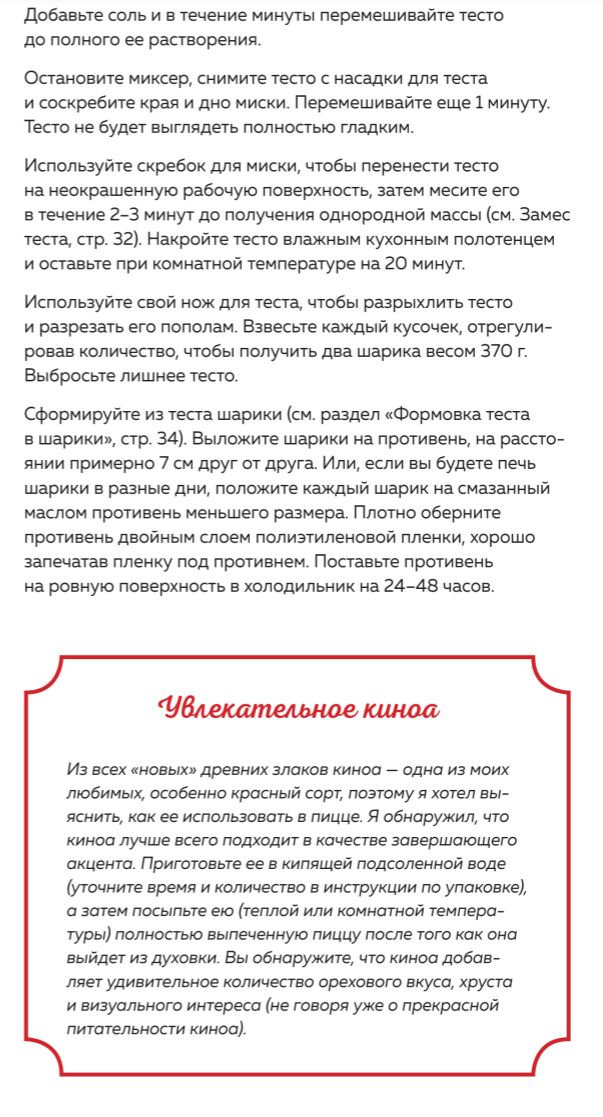 Добавьте соль и в течение минуты перемешивайте тесто
до полного ее растворения.
Остановите миксер, снимите тесто с насадки для теста
и соскребите края и дно миски. Перемешивайте еще 1 минуту.
Тесто не будет выглядеть полностью гладким.
Используйте скребок для миски, чтобы перенести тесто
на неокрашенную рабочую поверхность, затем месите его
в течение 2–3 минут до получения однородной массы (см. Замес
теста, стр. 32). Накройте тесто влажным кухонным полотенцем
и оставьте при комнатной температуре на 20 минут.
Используйте свой нож для теста, чтобы разрыхлить тесто
и разрезать его пополам. Взвесьте каждый кусочек, отрегули-
ровав количество, чтобы получить два шарика весом 370 г.
Выбросьте лишнее тесто.
Сформируйте из теста шарики (см. раздел «Формовка теста
в шарики», стр. 34). Выложите шарики на противень, на рассто-
янии примерно 7 см друг от друга. Или, если вы будете печь
шарики в разные дни, положите каждый шарик на смазанный
маслом противень меньшего размера. Плотно оберните
противень двойным слоем полиэтиленовой пленки, хорошо
запечатав пленку под противнем. Поставьте противень
на ровную поверхность в холодильник на 24–48 часов.
Увлекательное киноа
Из всех «новых» древних злаков киноа — одна из моих
любимых, особенно красный сорт, поэтому я хотел вы-
яснить, как ее использовать в пицце. Я обнаружил, что
киноа лучше всего подходит в качестве завершающего
акцента. Приготовьте ее в кипящей подсоленной воде
(уточните время и количество в инструкции по упаковке),
а затем посыпьте ею (теплой или комнатной темпера-
туры) полностью выпеченную пиццу после того как она
выйдет из духовки. Вы обнаружите, что киноа добав-
ляет удивительное количество орехового вкуса, хруста
и визуального интереса (не говоря уже о прекрасной
питательности киноа).